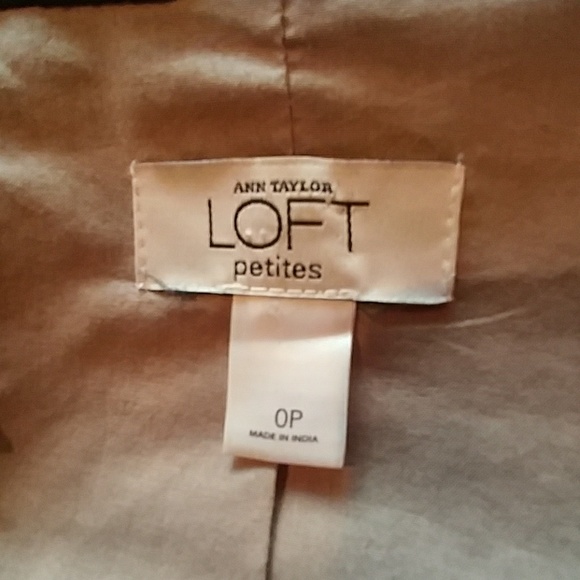 ANN TAYLOR
LOFT
petites
0P
MADE IN INDIA